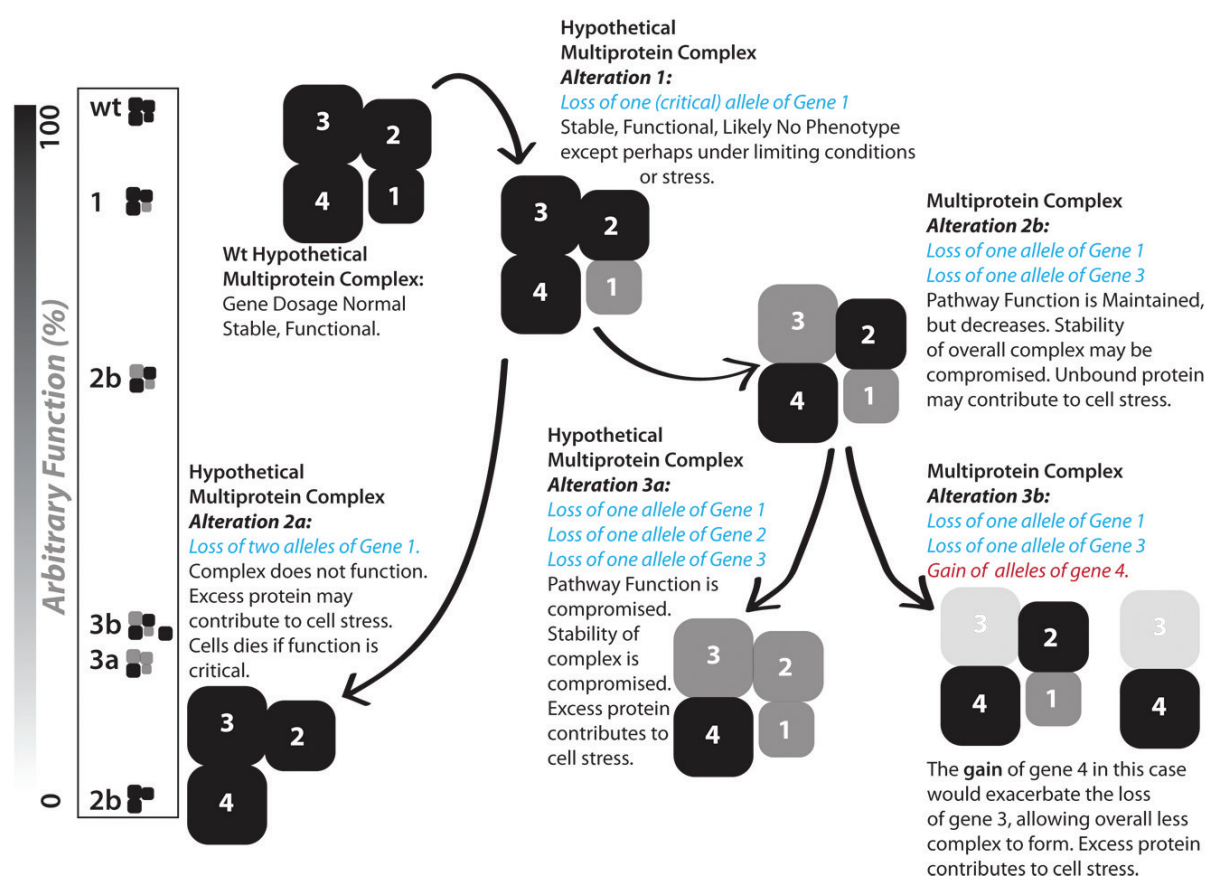 100
Arbitrary Function (%)
0
wt
1
2b
3b
3a
2b
3
2
4
1
Wt Hypothetical
Multiprotein Complex:
Gene Dosage Normal
Stable, Functional.
Hypothetical
Multiprotein Complex
Alteration 1:
Loss of one (critical) allele of Gene 1
Stable, Functional, Likely No Phenotype
except perhaps under limiting conditions
or stress.
3
2
4
1
Multiprotein Complex
Alteration 2b:
Loss of one allele of Gene 1
Loss of one allele of Gene 3
Pathway Function is Maintained,
but decreases. Stability
of overall complex may be
compromised. Unbound protein
may contribute to cell stress.
3
2
4
1
Hypothetical
Multiprotein Complex
Alteration 2a:
Loss of two alleles of Gene 1.
Complex does not function.
Excess protein may
contribute to cell stress.
Cells dies if function is
critical.
3
2
4
Hypothetical
Multiprotein Complex
Alteration 3a:
Loss of one allele of Gene 1
Loss of one allele of Gene 2
Loss of one allele of Gene 3
Pathway Function is
compromised.
Stability of
complex is
compromised.
Excess protein
contributes to
cell stress.
3
2
4
1
Multiprotein Complex
Alteration 3b:
Loss of one allele of Gene 1
Loss of one allele of Gene 3
Gain of alleles of gene 4.
3
2
3
4
1
4
The gain of gene 4 in this case
would exacerbate the loss
of gene 3, allowing overall less
complex to form. Excess protein
contributes to cell stress.